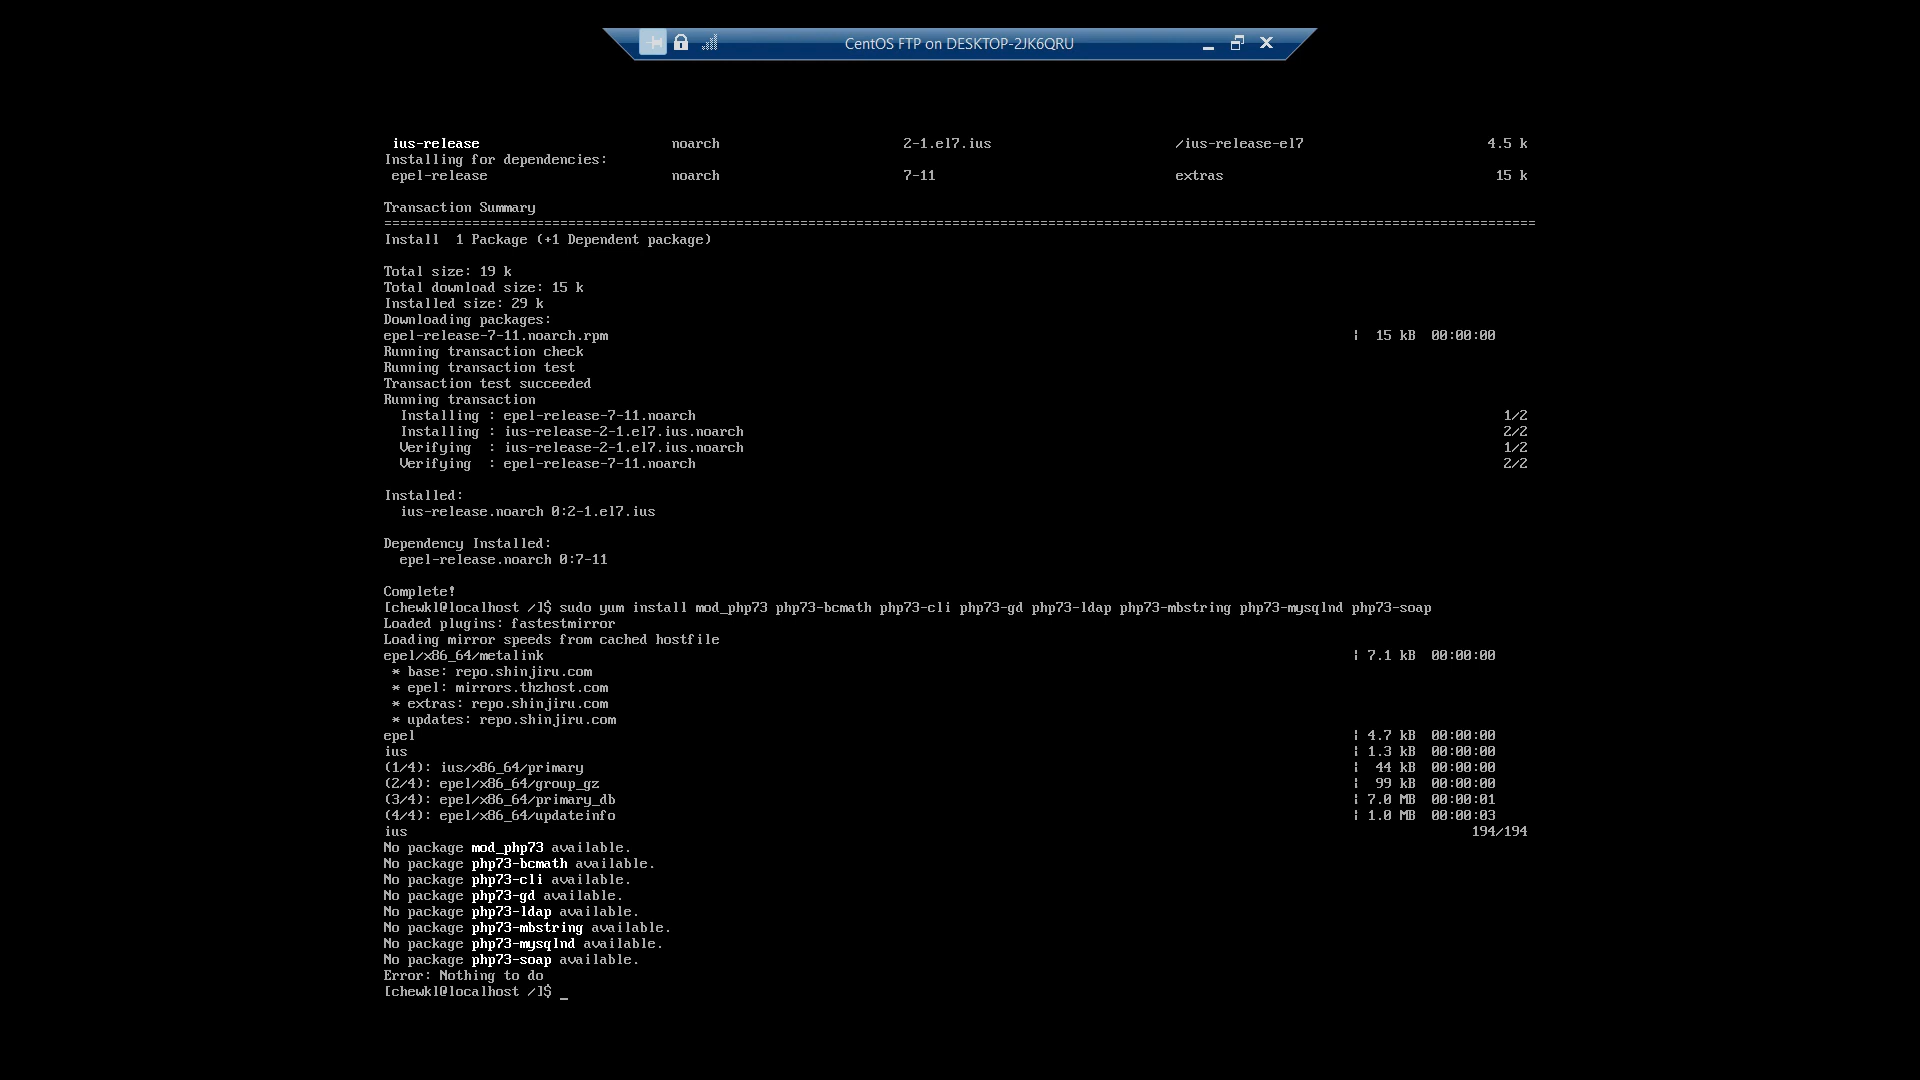 CentOS FTP on DESKTOP-2JK6QRU
ius-release noarch 2-1.el7.ius /ius-release-el7 4.5 k
Installing for dependencies:
epel-release noarch 7-11 extras 15 k
Transaction Summary
================================================================================================================================================
Install  1 Package (+1 Dependent package)
Total size: 19 k
Total download size: 15 k
Installed size: 29 k
Downloading packages:
epel-release-7-11.noarch.rpm | 15 kB 00:00:00
Running transaction check
Running transaction test
Transaction test succeeded
Running transaction
Installing : epel-release-7-11.noarch 1/2
Installing : ius-release-2-1.el7.ius.noarch 2/2
Verifying  : ius-release-2-1.el7.ius.noarch 1/2
Verifying  : epel-release-7-11.noarch 2/2
Installed:
ius-release.noarch 0:2-1.el7.ius
Dependency Installed:
epel-release.noarch 0:7-11
Complete!
[chewkl@localhost /]$ sudo yum install mod_php73 php73-bcmath php73-cli php73-gd php73-ldap php73-mbstring php73-mysqlnd php73-soap
Loaded plugins: fastestmirror
Loading mirror speeds from cached hostfile
epel/x86_64/metalink | 7.1 kB 00:00:00
* base: repo.shinjiru.com
* epel: mirrors.thzhost.com
* extras: repo.shinjiru.com
* updates: repo.shinjiru.com
epel | 4.7 kB 00:00:00
ius | 1.3 kB 00:00:00
(1/4): ius/x86_64/primary | 44 kB 00:00:00
(2/4): epel/x86_64/group_gz | 99 kB 00:00:00
(3/4): epel/x86_64/primary_db | 7.0 MB 00:00:01
(4/4): epel/x86_64/updateinfo | 1.0 MB 00:00:03
ius 194/194
No package mod_php73 available.
No package php73-bcmath available.
No package php73-cli available.
No package php73-gd available.
No package php73-ldap available.
No package php73-mbstring available.
No package php73-mysqlnd available.
No package php73-soap available.
Error: Nothing to do
[chewkl@localhost /]$ _